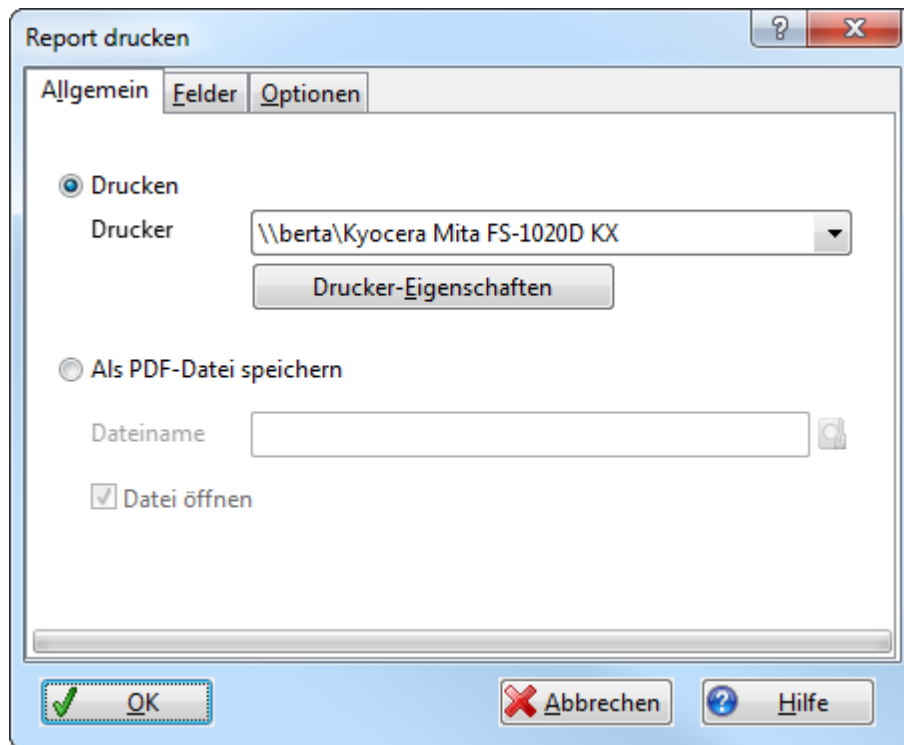 Report drucken
Allgemein Felder Optionen
Drucken
Drucker \\berta\Kyocera Mita FS-1020D KX
Drucker-Eigenschaften
Als PDF-Datei speichern
Dateiname
Datei öffnen
OK Abbrechen Hilfe